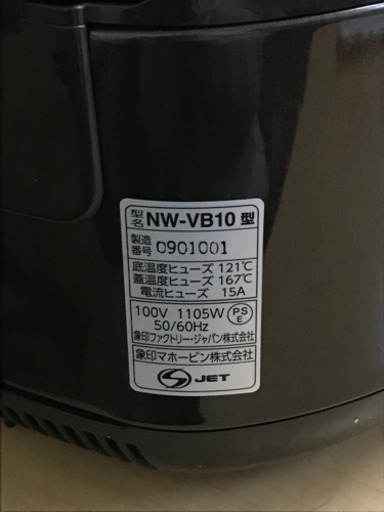 型名 NW-VB10 型
製造番号 0901001
底温度ヒューズ 121℃
蓋温度ヒューズ 167℃
電流ヒューズ 15A
100V 1105W
50/60Hz
PSE
象印ファクトリー・ジャパン株式会社
象印マホービン株式会社
JET